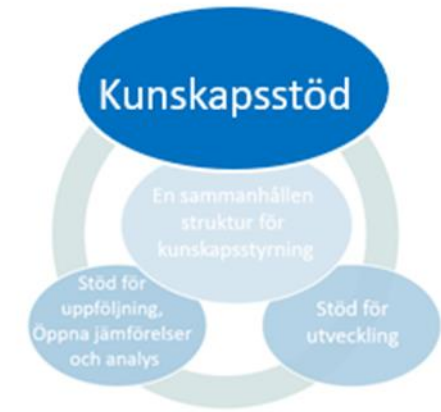 Kunskapsstöd
En sammanhållen
struktur för
kunskapsstyrning
Stöd för
uppföljning,
Öppna jämförelser
och analys
Stöd för
utveckling